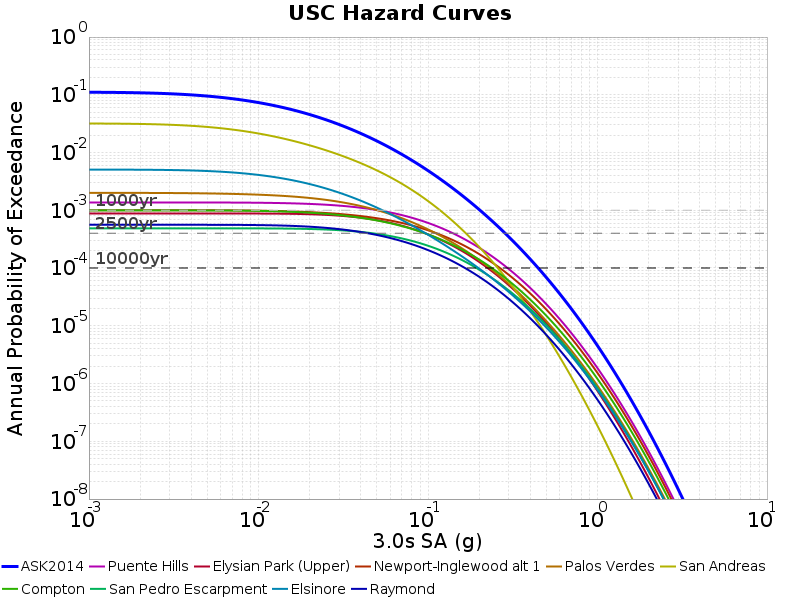 USC Hazard Curves
Annual Probability of Exceedance
10^0
10^-1
10^-2
10^-3
10^-4
10^-5
10^-6
10^-7
10^-8
1000yr
2500yr
10000yr
10^-3 10^-2 10^-1 10^0 10^1
3.0s SA (g)
ASK2014 Puente Hills Elysian Park (Upper) Newport-Inglewood alt 1 Palos Verdes San Andreas
Compton San Pedro Escarpment Elsinore Raymond